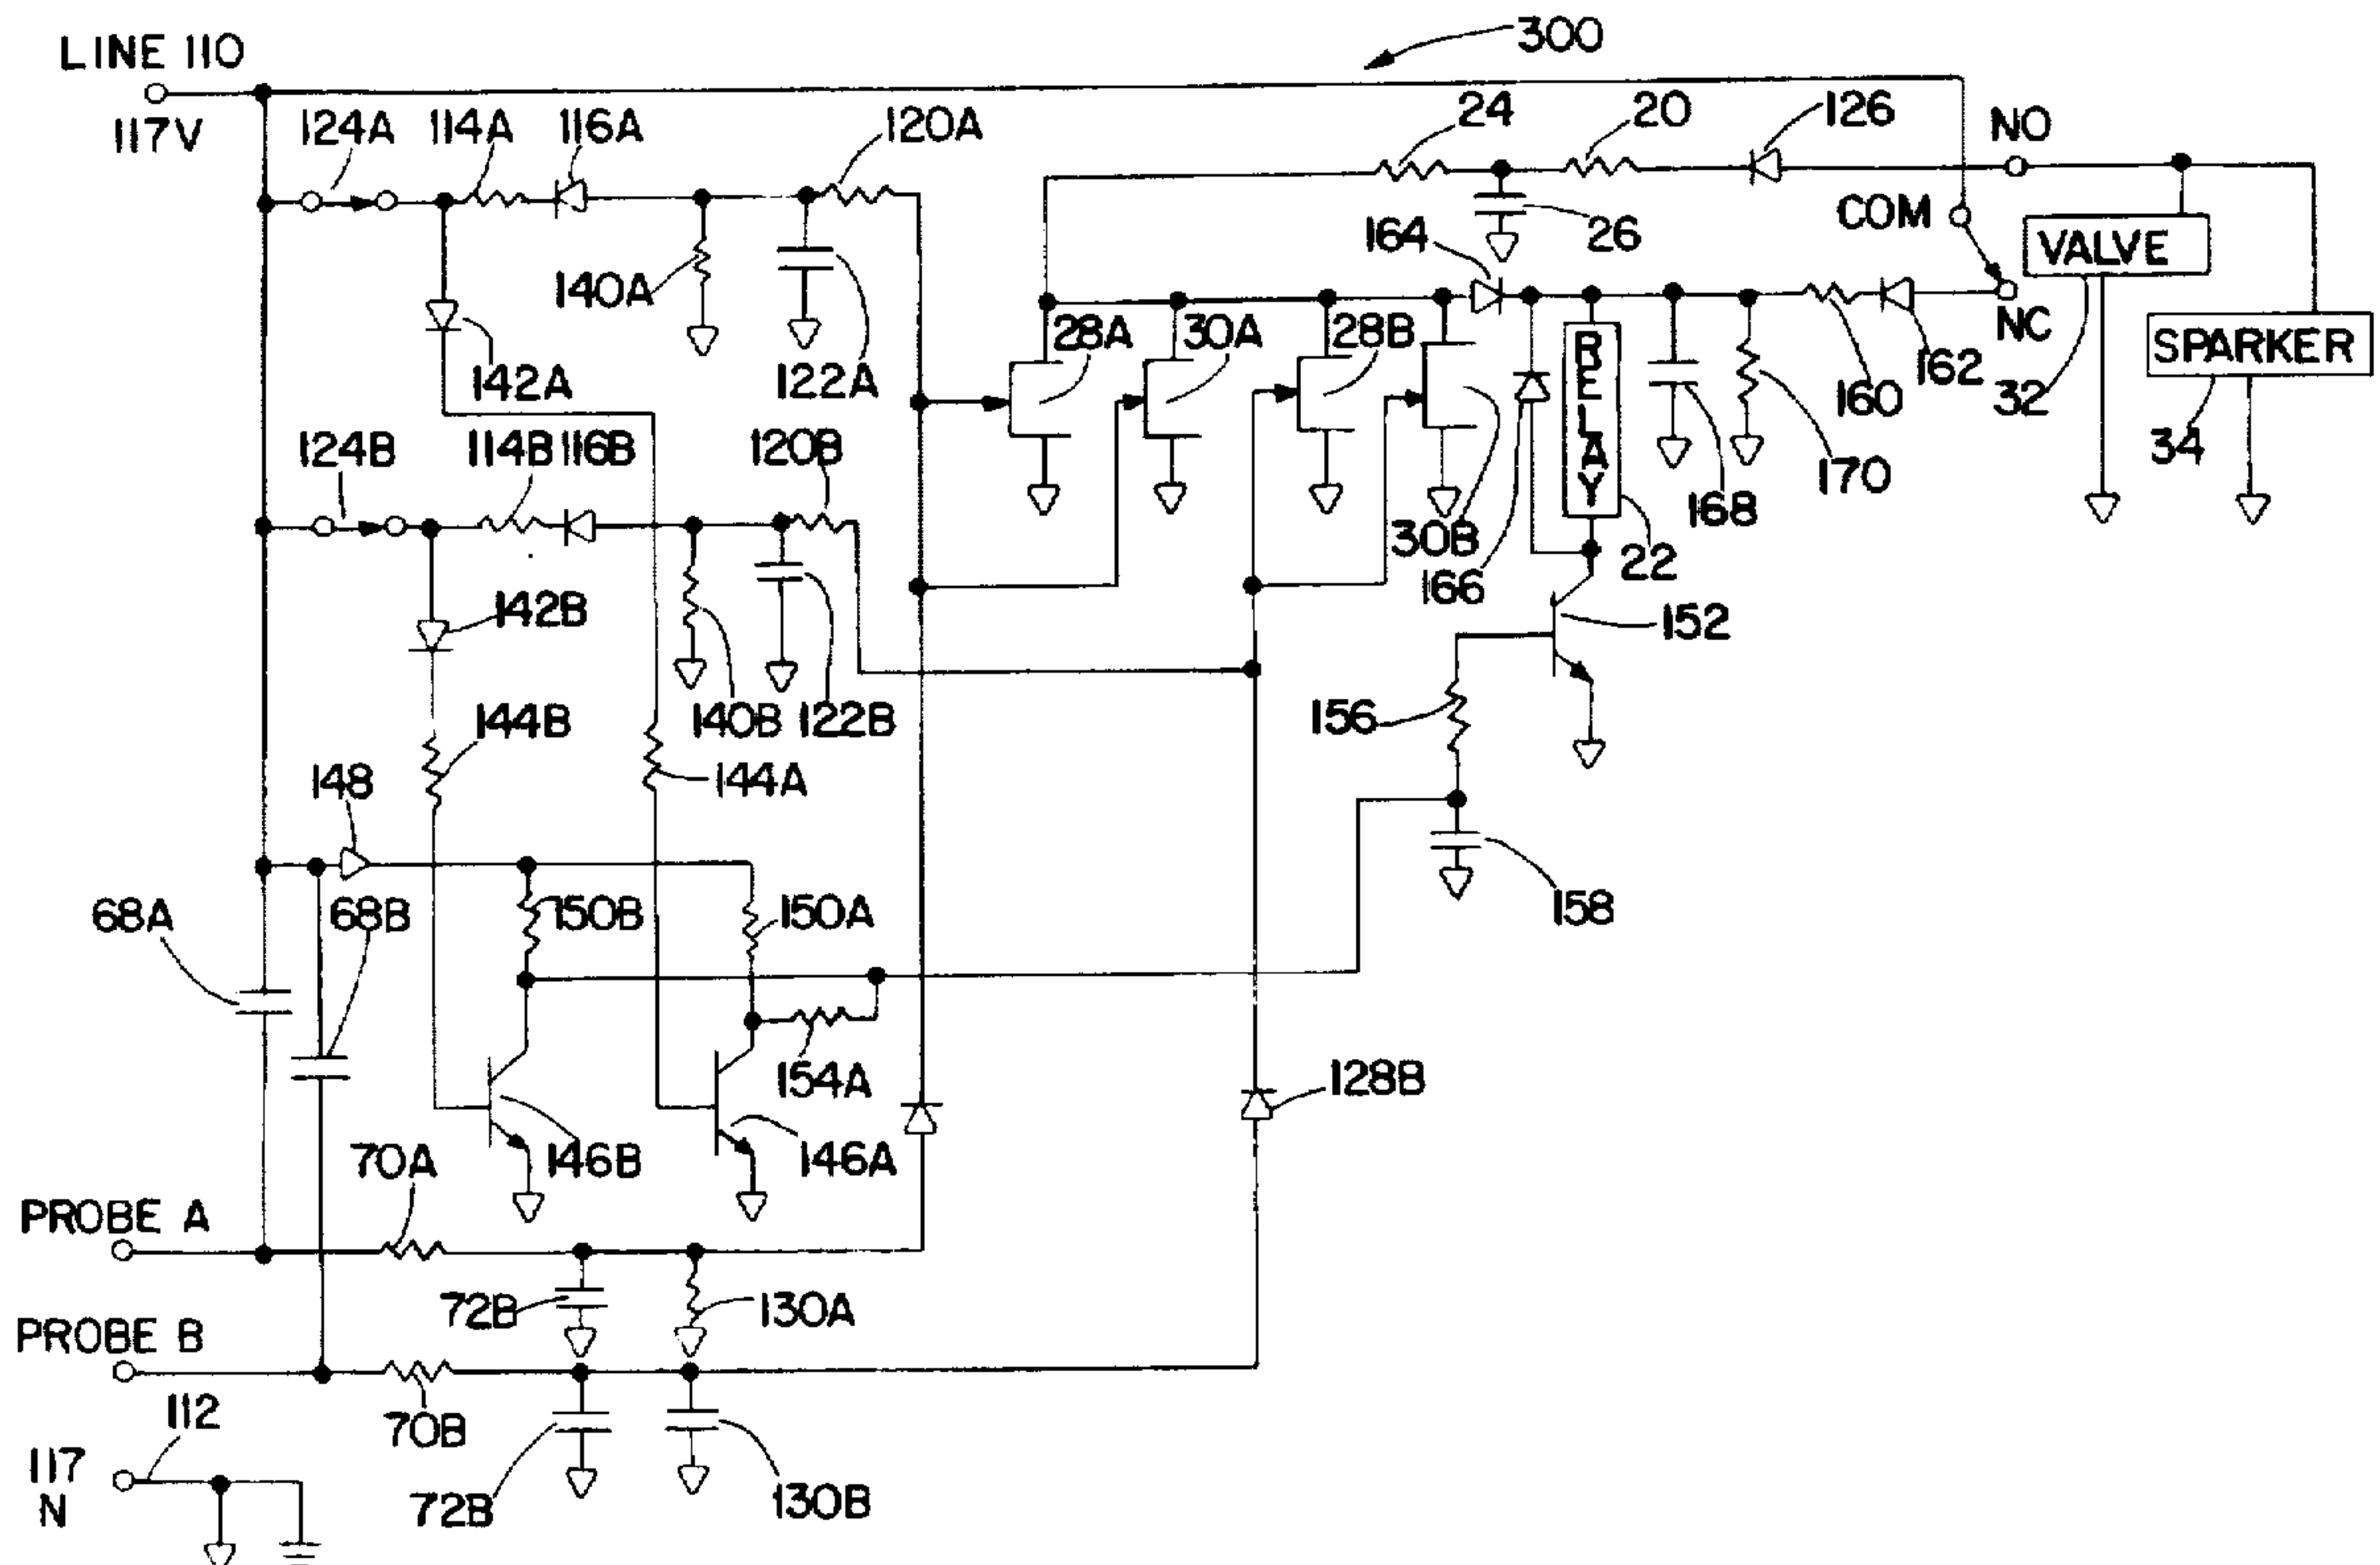 300
LINE 110
117V
124A
114A
116A
120A
24
20
126
NO
COM
NC
VALVE
SPARKER
140A
122A
142A
164
26
28A
30A
28B
RELAY
162
160
32
34
170
168
124B
114B
116B
120B
30B
166
22
142B
152
140B
122B
144B
144A
156
148
158
68A
68B
150B
150A
154A
128B
146B
146A
70A
PROBE A
72B
130A
PROBE B
70B
112
117
N
72B
130B